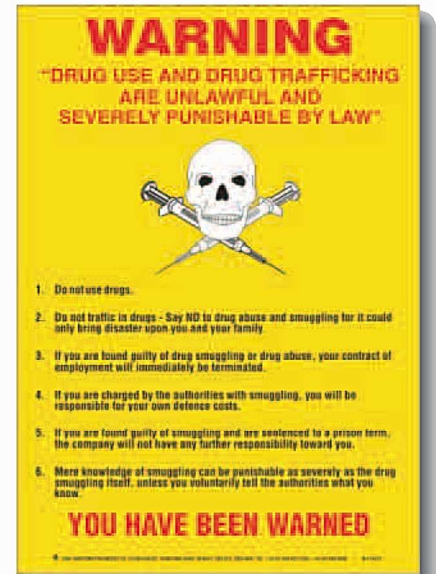 WARNING
"DRUG USE AND DRUG TRAFFICKING
ARE UNLAWFUL AND
SEVERELY PUNISHABLE BY LAW"
1. Do not use drugs.
2. Do not traffic in drugs - Say NO to drug abuse and smuggling for it could
only bring disaster upon you and your family.
3. If you are found guilty of drug smuggling or drug abuse, your contract of
employment will immediately be terminated.
4. If you are charged by the authorities with smuggling, you will be
responsible for your own defence costs.
5. If you are found guilty of smuggling and are sentenced to a prison term,
the company will not have any further responsibility toward you.
6. Mere knowledge of smuggling can be punishable as severely as the drug
smuggling itself, unless you voluntarily tell the authorities what you
know.
YOU HAVE BEEN WARNED